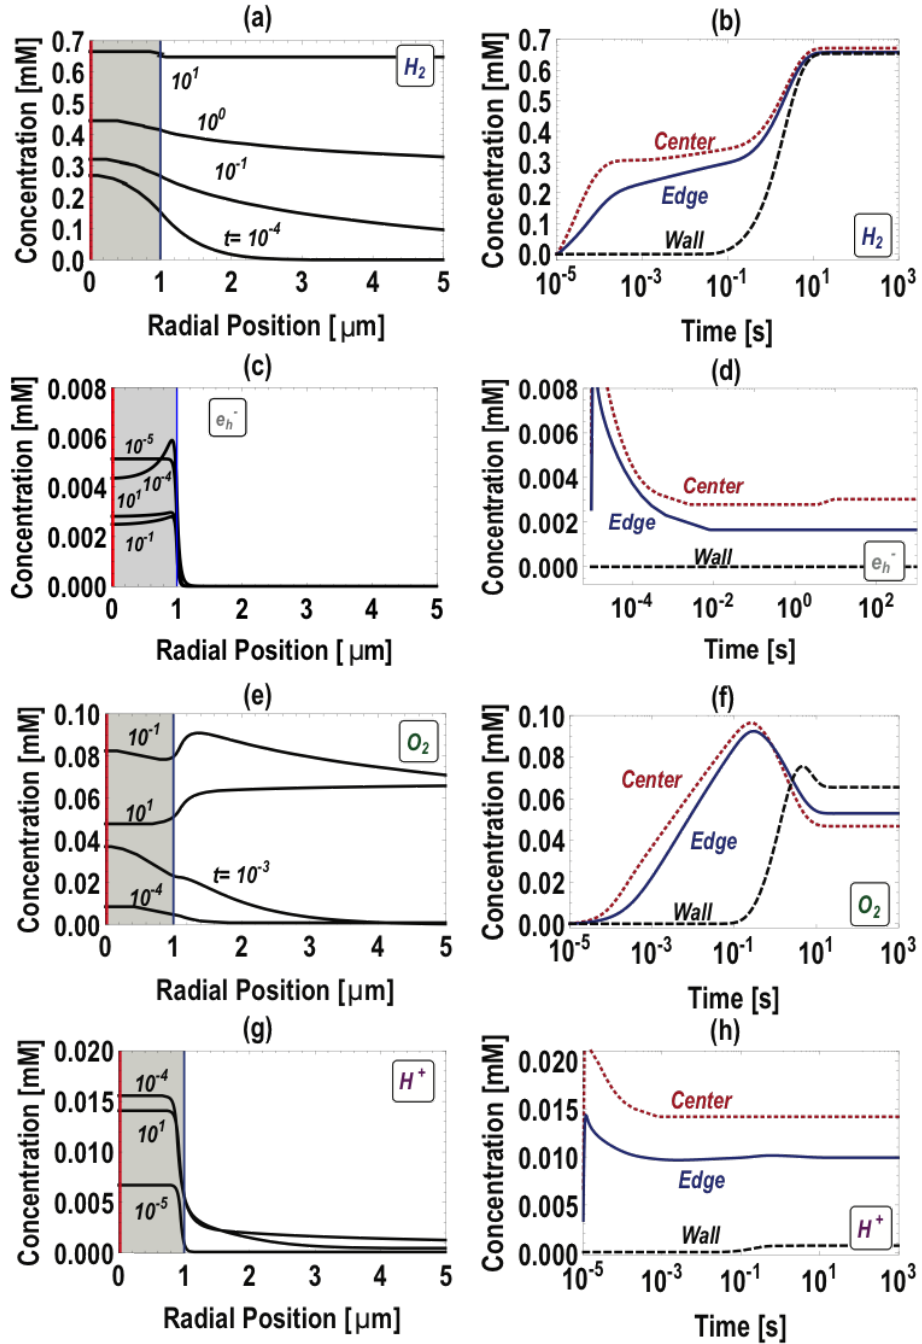 (a)
Concentration [mM]
0.7
0.6
0.5
0.4
0.3
0.2
0.1
0.0
H2
10^1
10^0
10^-1
t= 10^-4
0 1 2 3 4 5
Radial Position [μm]
(b)
Concentration [mM]
0.7
0.6
0.5
0.4
0.3
0.2
0.1
0.0
Center
Edge
Wall
H2
10^-5 10^-3 10^-1 10^1 10^3
Time [s]
(c)
Concentration [mM]
0.008
0.006
0.004
0.002
0.000
eh^-
10^-5
10^1 10^-4
10^-1
0 1 2 3 4 5
Radial Position [μm]
(d)
Concentration [mM]
0.008
0.006
0.004
0.002
0.000
Center
Edge
Wall
eh^-
10^-4 10^-2 10^0 10^2
Time [s]
(e)
Concentration [mM]
0.10
0.08
0.06
0.04
0.02
0.00
10^-1
O2
10^1
t= 10^-3
10^-4
0 1 2 3 4 5
Radial Position [μm]
(f)
Concentration [mM]
0.10
0.08
0.06
0.04
0.02
0.00
Center
Edge
Wall
O2
10^-5 10^-3 10^-1 10^1 10^3
Time [s]
(g)
Concentration [mM]
0.020
0.015
0.010
0.005
0.000
H+
10^-4
10^1
10^-5
0 1 2 3 4 5
Radial Position [μm]
(h)
Concentration [mM]
0.020
0.015
0.010
0.005
0.000
Center
Edge
Wall
H+
10^-5 10^-3 10^-1 10^1 10^3
Time [s]